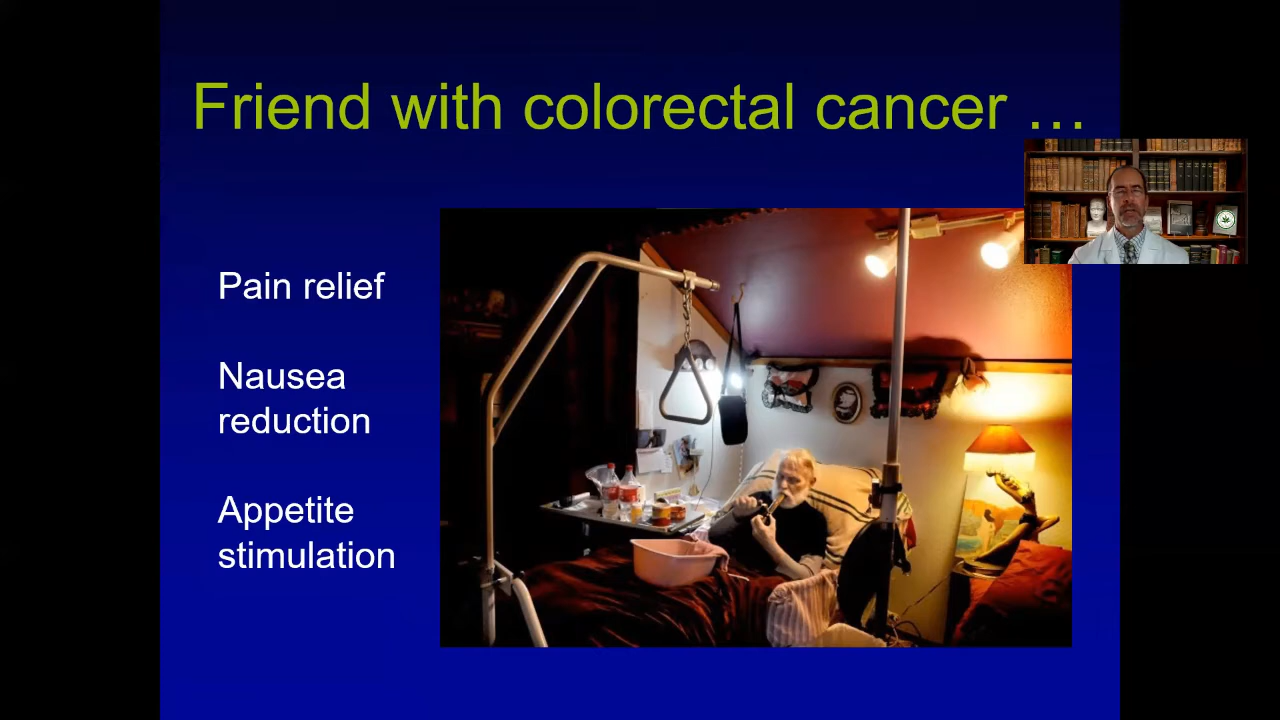 Friend with colorectal cancer …
Pain relief
Nausea
reduction
Appetite
stimulation